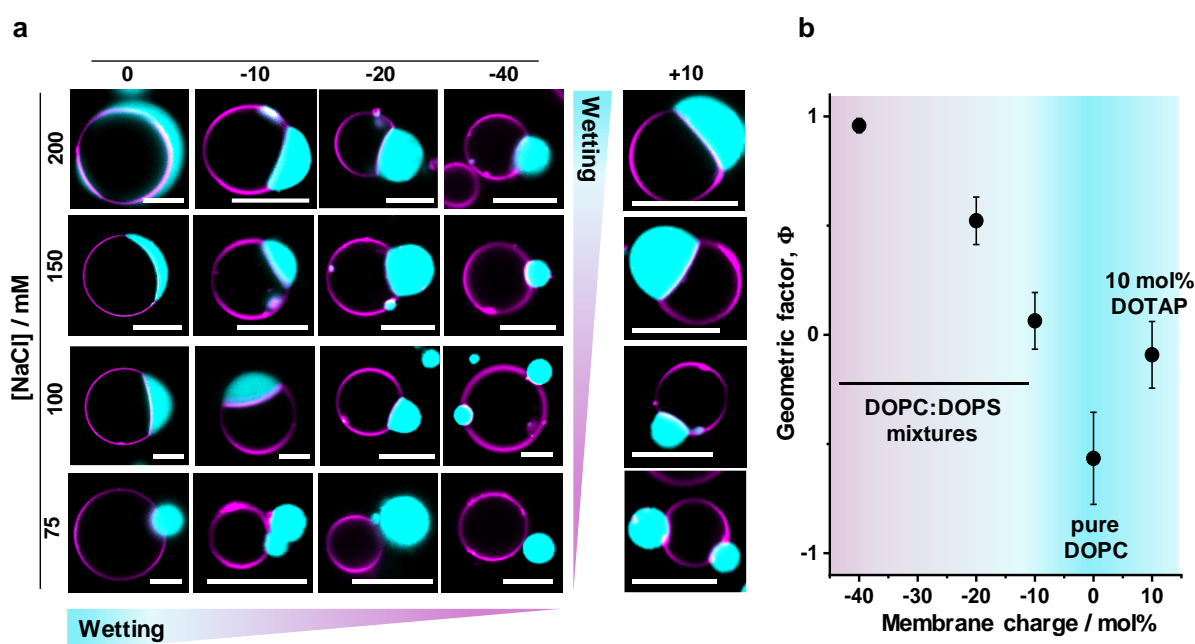 a
0 -10 -20 -40 +10
[NaCl] / mM
200
150
100
75
Wetting
Wetting
b
Geometric factor, Φ
1
0
-1
10 mol%
DOTAP
DOPC:DOPS
mixtures
pure
DOPC
-40 -30 -20 -10 0 10
Membrane charge / mol%